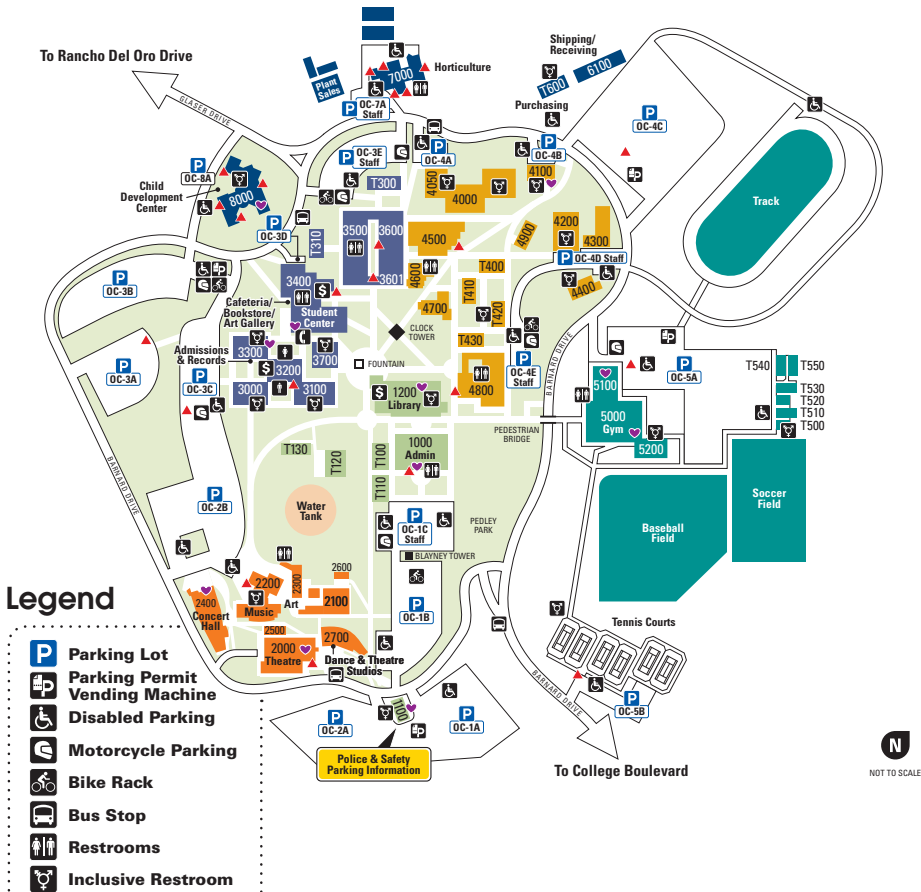 To Rancho Del Oro Drive
GLASER DRIVE
Plant
Sales
7000
Horticulture
P
OC-7A
Staff
Shipping/
Receiving
T600
6100
Purchasing
P
OC-4C
Track
P
OC-8A
Child
Development
Center
8000
P
OC-3E
Staff
P
OC-4A
P
OC-4B
T300
4050
4000
4100
P
OC-3D
T310
3500
3600
3601
4500
4600
4900
4200
4300
P
OC-4D Staff
4400
T400
T410
T420
T430
4700
P
OC-3B
3400
Cafeteria/
Bookstore/
Art Gallery
$
Student
Center
CLOCK
TOWER
FOUNTAIN
Admissions
& Records
3300
$
3200
3700
3000
3100
P
OC-3A
P
OC-3C
$
1200
Library
4800
P
OC-4E
Staff
BARNARD DRIVE
PEDESTRIAN
BRIDGE
P
OC-5A
5100
5000
Gym
5200
T540
T550
T530
T520
T510
T500
Soccer
Field
Baseball
Field
1000
Admin
T100
T110
T120
T130
Water
Tank
BARNARD DRIVE
P
OC-2B
P
OC-1C
Staff
PEDLEY
PARK
BLAYNEY TOWER
P
OC-1B
2400
Concert
Hall
2200
Music
2300
Art
2600
2100
2500
2000
Theatre
2700
Dance & Theatre
Studios
Tennis Courts
P
OC-5B
BARNARD DRIVE
To College Boulevard
P
OC-2A
1100
P
OC-1A
Police & Safety
Parking Information
N
NOT TO SCALE
Legend
P Parking Lot
P Parking Permit
Vending Machine
Disabled Parking
Motorcycle Parking
Bike Rack
Bus Stop
Restrooms
Inclusive Restroom